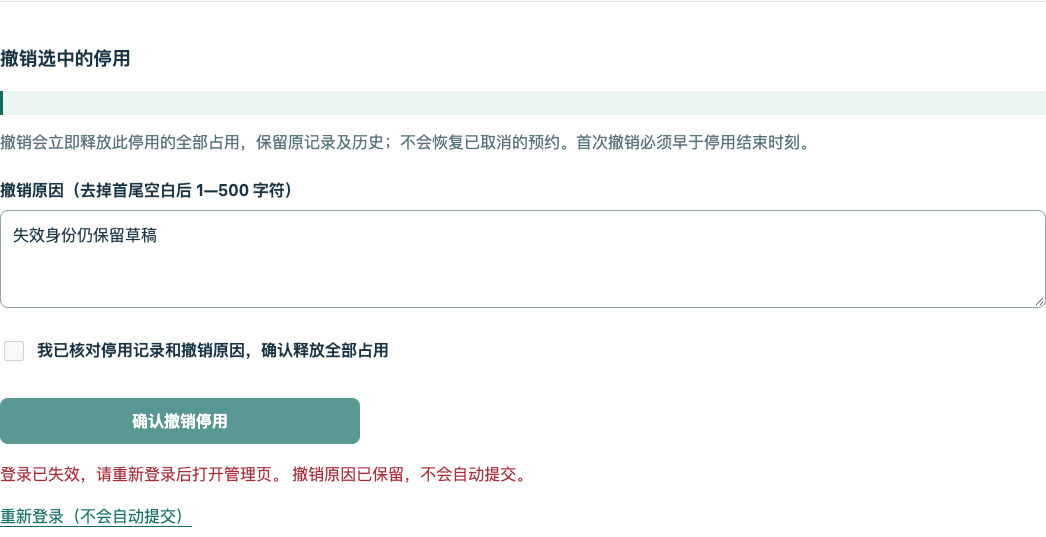 撤销选中的停用
撤销会立即释放此停用的全部占用，保留原记录及历史；不会恢复已取消的预约。首次撤销必须早于停用结束时刻。
撤销原因（去掉首尾空白后 1—500 字符）
失效身份仍保留草稿
我已核对停用记录和撤销原因，确认释放全部占用
确认撤销停用
登录已失效，请重新登录后打开管理页。 撤销原因已保留，不会自动提交。
重新登录（不会自动提交）